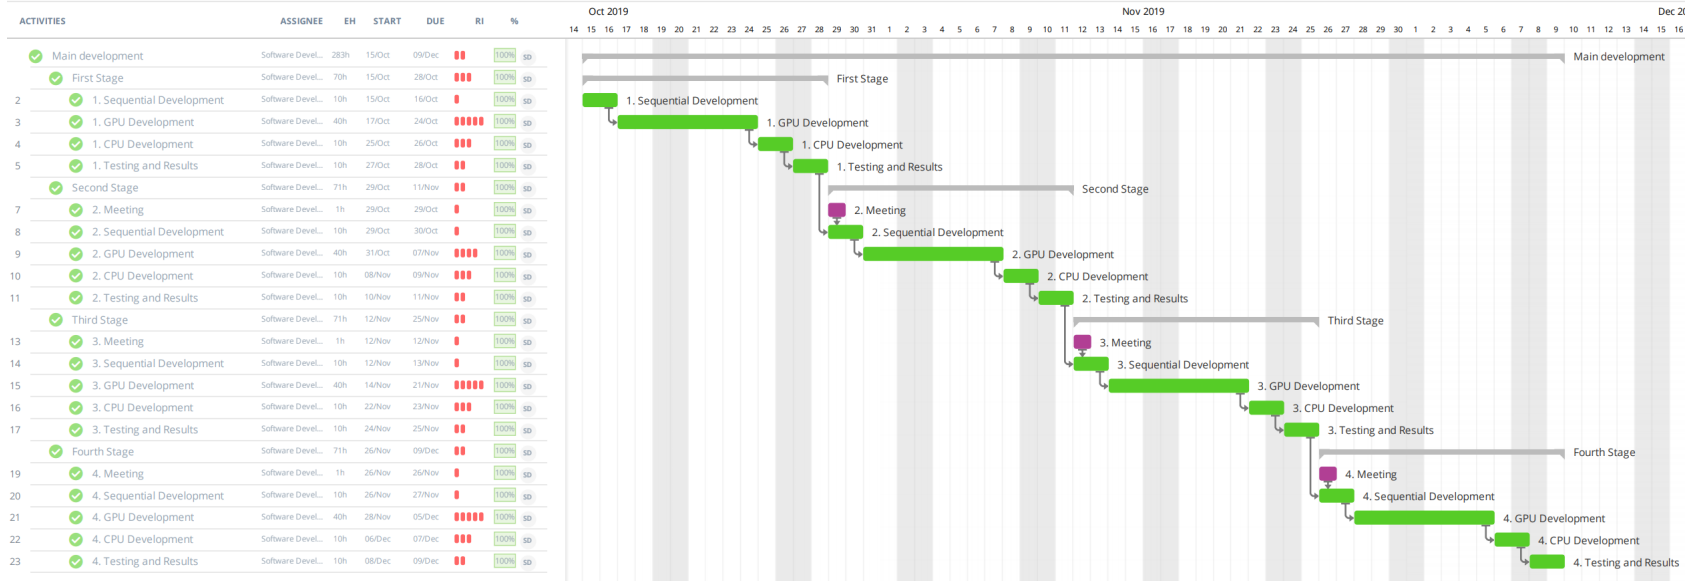 Oct 2019 Nov 2019 Dec 20
ACTIVITIES ASSIGNEE EH START DUE RI %
14 15 16 17 18 19 20 21 22 23 24 25 26 27 28 29 30 31 1 2 3 4 5 6 7 8 9 10 11 12 13 14 15 16 17 18 19 20 21 22 23 24 25 26 27 28 29 30 1 2 3 4 5 6 7 8 9 10 11 12 13 14 15 16
Main development Software Devel... 283h 15/Oct 09/Dec 100% SD Main development
First Stage Software Devel... 70h 15/Oct 28/Oct 100% SD First Stage
2 1. Sequential Development Software Devel... 10h 15/Oct 16/Oct 100% SD 1. Sequential Development
3 1. GPU Development Software Devel... 40h 17/Oct 24/Oct 100% SD 1. GPU Development
4 1. CPU Development Software Devel... 10h 25/Oct 26/Oct 100% SD 1. CPU Development
5 1. Testing and Results Software Devel... 10h 27/Oct 28/Oct 100% SD 1. Testing and Results
Second Stage Software Devel... 71h 29/Oct 11/Nov 100% SD Second Stage
7 2. Meeting Software Devel... 1h 29/Oct 29/Oct 100% SD 2. Meeting
8 2. Sequential Development Software Devel... 10h 29/Oct 30/Oct 100% SD 2. Sequential Development
9 2. GPU Development Software Devel... 40h 31/Oct 07/Nov 100% SD 2. GPU Development
10 2. CPU Development Software Devel... 10h 08/Nov 09/Nov 100% SD 2. CPU Development
11 2. Testing and Results Software Devel... 10h 10/Nov 11/Nov 100% SD 2. Testing and Results
Third Stage Software Devel... 71h 12/Nov 25/Nov 100% SD Third Stage
13 3. Meeting Software Devel... 1h 12/Nov 12/Nov 100% SD 3. Meeting
14 3. Sequential Development Software Devel... 10h 12/Nov 13/Nov 100% SD 3. Sequential Development
15 3. GPU Development Software Devel... 40h 14/Nov 21/Nov 100% SD 3. GPU Development
16 3. CPU Development Software Devel... 10h 22/Nov 23/Nov 100% SD 3. CPU Development
17 3. Testing and Results Software Devel... 10h 24/Nov 25/Nov 100% SD 3. Testing and Results
Fourth Stage Software Devel... 71h 26/Nov 09/Dec 100% SD Fourth Stage
19 4. Meeting Software Devel... 1h 26/Nov 26/Nov 100% SD 4. Meeting
20 4. Sequential Development Software Devel... 10h 26/Nov 27/Nov 100% SD 4. Sequential Development
21 4. GPU Development Software Devel... 40h 28/Nov 05/Dec 100% SD 4. GPU Development
22 4. CPU Development Software Devel... 10h 06/Dec 07/Dec 100% SD 4. CPU Development
23 4. Testing and Results Software Devel... 10h 08/Dec 09/Dec 100% SD 4. Testing and Results